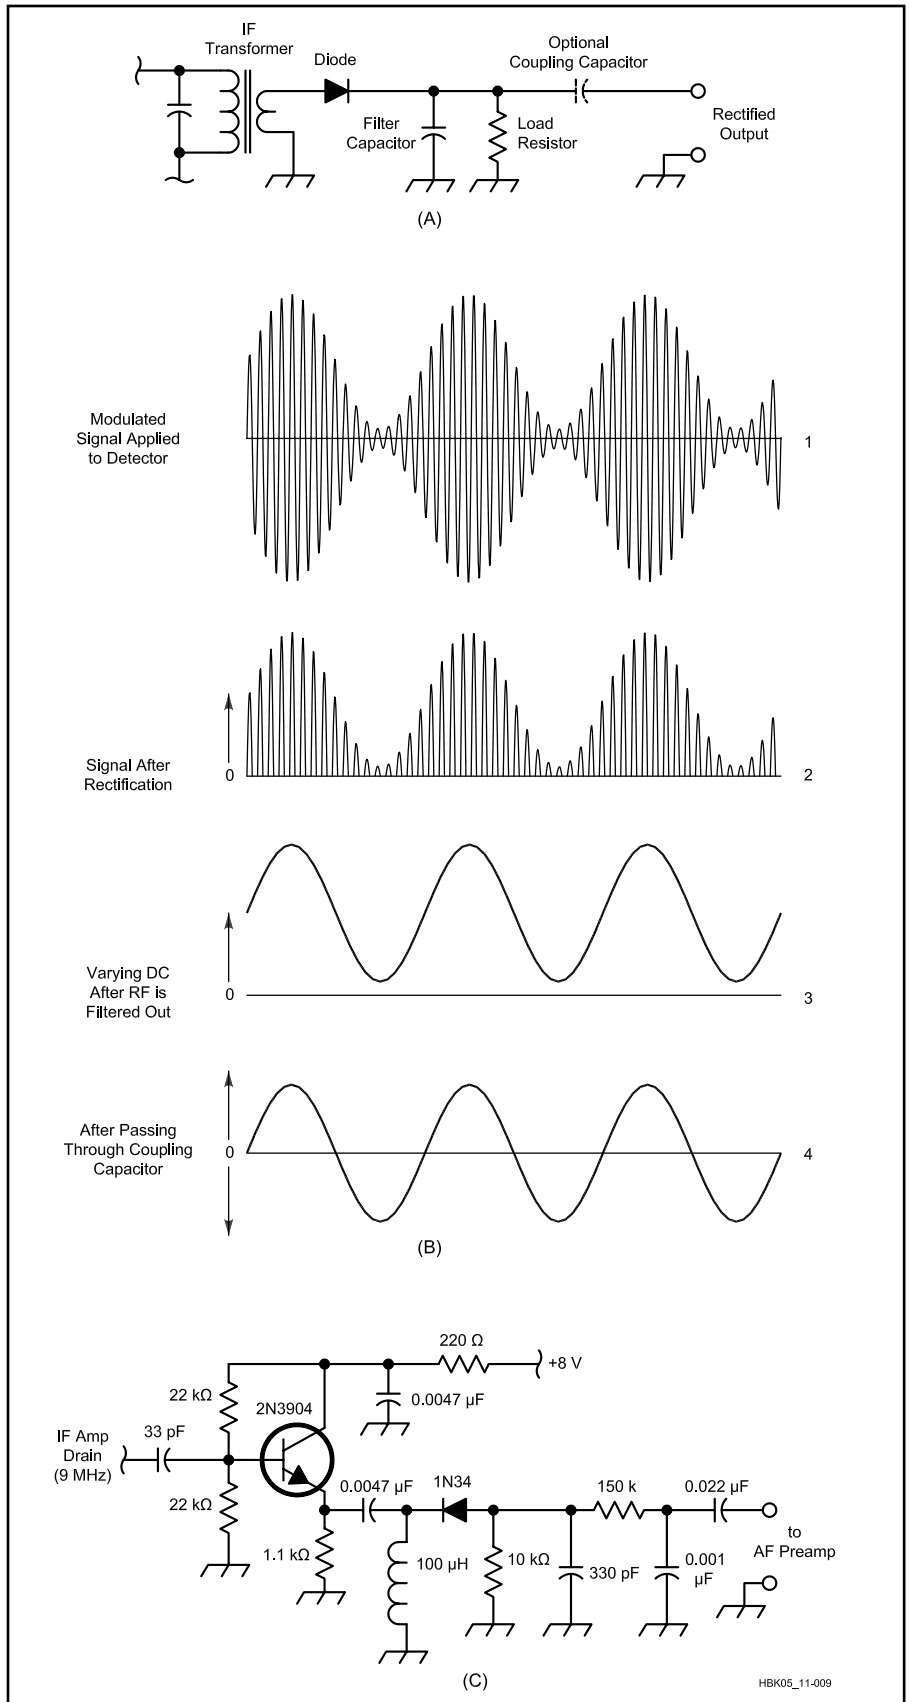 IF
Transformer
Diode
Optional
Coupling Capacitor
Filter
Capacitor
Load
Resistor
Rectified
Output
(A)
Modulated
Signal Applied
to Detector
1
Signal After
Rectification
0
2
Varying DC
After RF is
Filtered Out
0
3
After Passing
Through Coupling
Capacitor
0
4
(B)
220 Ω
+8 V
22 kΩ
2N3904
0.0047 µF
IF Amp
Drain
(9 MHz)
33 pF
22 kΩ
0.0047 µF
1N34
150 k
0.022 µF
1.1 kΩ
100 µH
10 kΩ
330 pF
0.001
µF
to
AF Preamp
(C)
HBK05_11-009